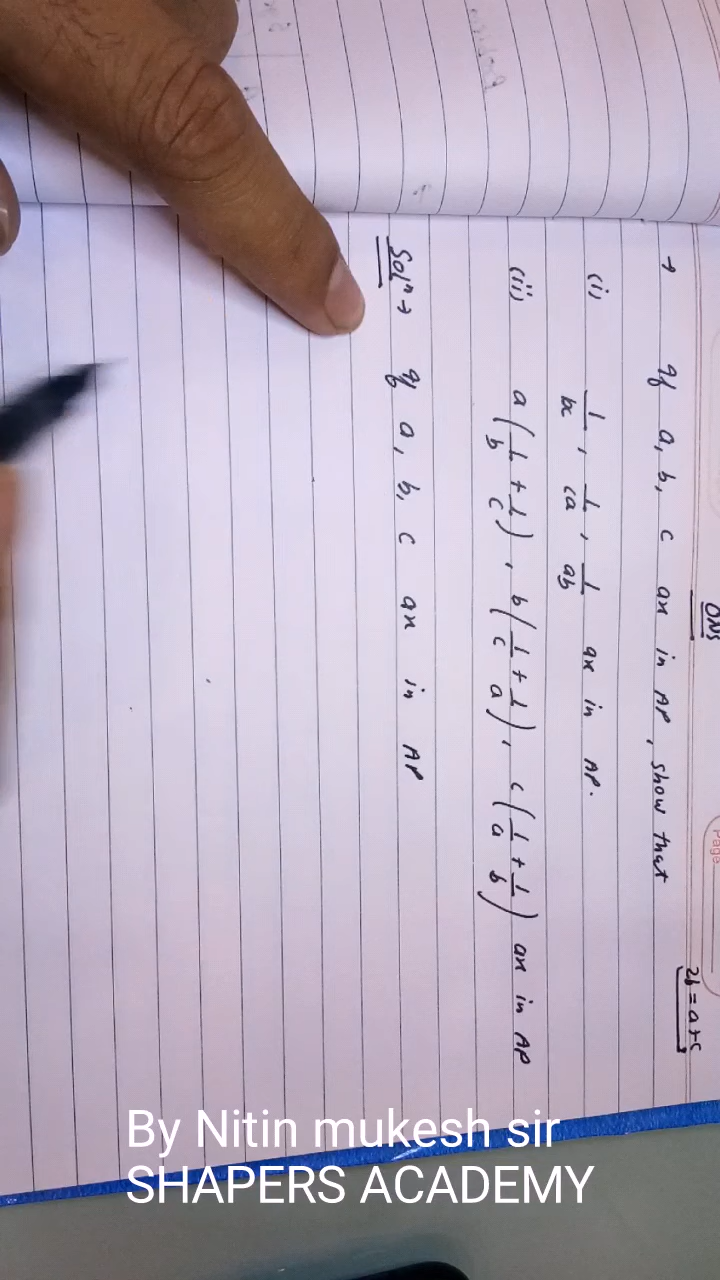 QNS
Page
2b = a+c
→ If a, b, c are in AP, show that
(i) 1/bc, 1/ca, 1/ab are in AP.
(ii) a(1/b + 1/c), b(1/c + 1/a), c(1/a + 1/b) are in AP
Solⁿ → If a, b, c are in AP
By Nitin mukesh sir
SHAPERS ACADEMY